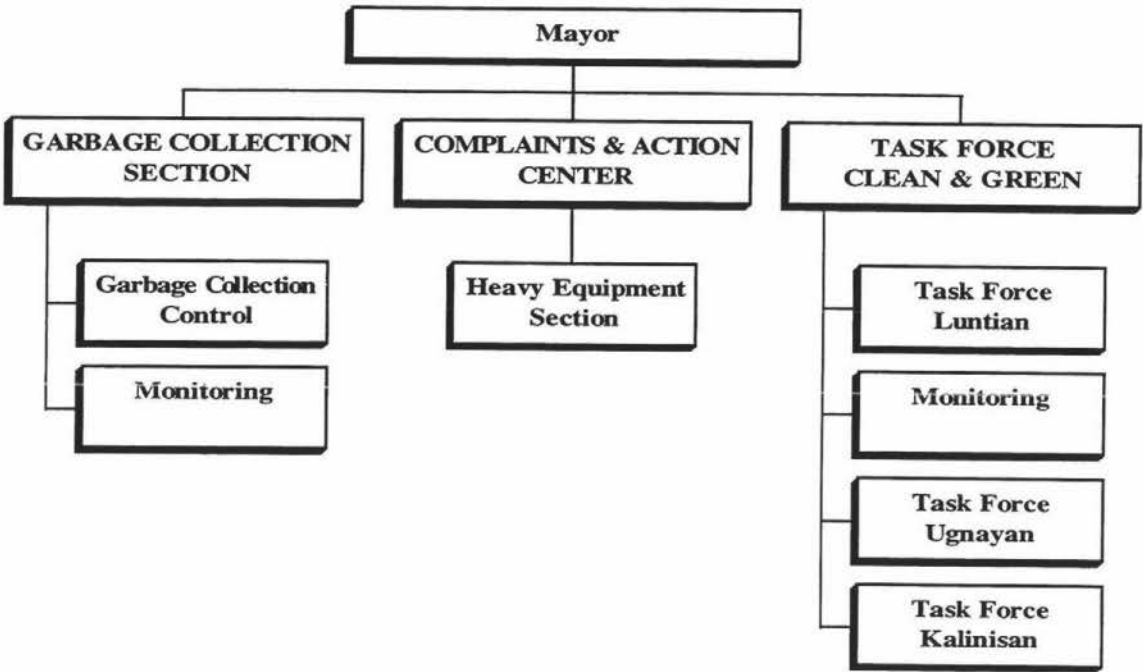 Mayor
GARBAGE COLLECTION
SECTION
COMPLAINTS & ACTION
CENTER
TASK FORCE
CLEAN & GREEN
Garbage Collection
Control
Monitoring
Heavy Equipment
Section
Task Force
Luntian
Monitoring
Task Force
Ugnayan
Task Force
Kalinisan